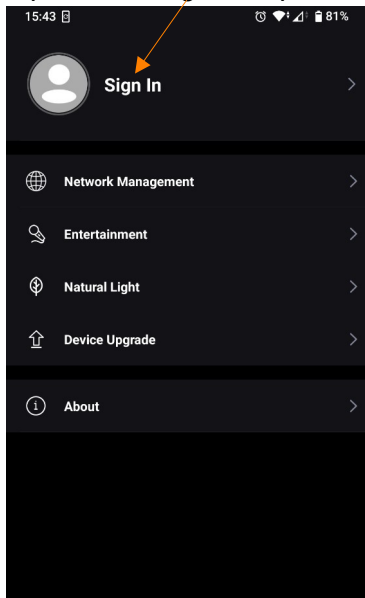 15:43 81%
Sign In
Network Management
Entertainment
Natural Light
Device Upgrade
About